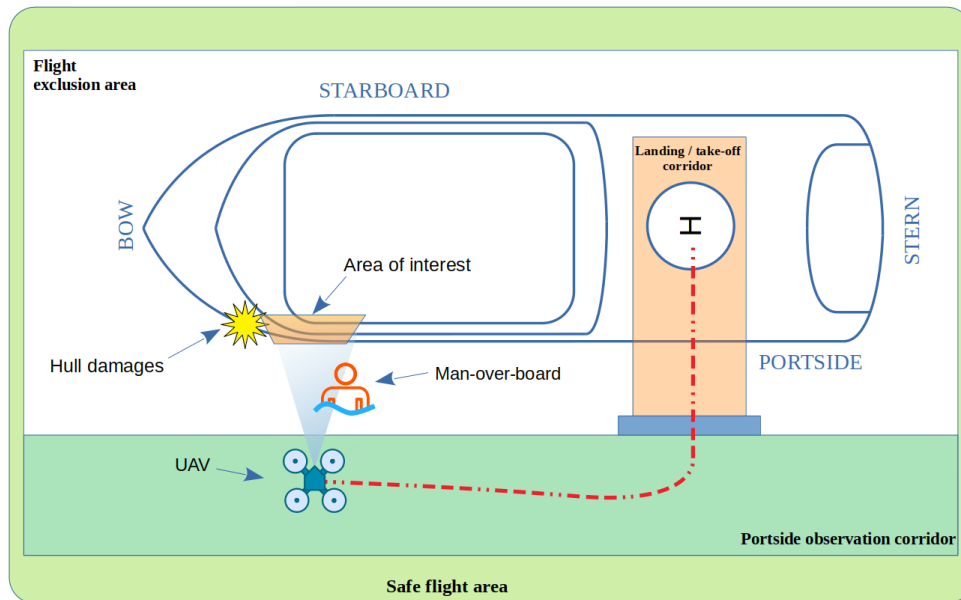 Flight
exclusion area
STARBOARD
Landing / take-off
corridor
BOW
H
STERN
Area of interest
Hull damages
Man-over-board
PORTSIDE
UAV
Portside observation corridor
Safe flight area